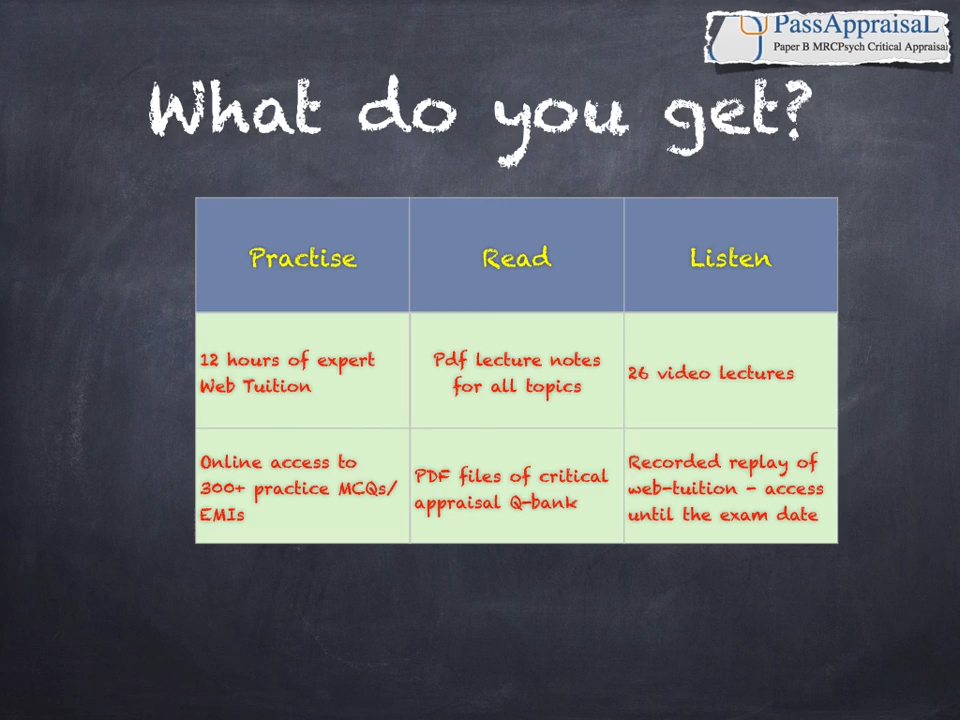 PassAppraisaL
Paper B MRCPsych Critical Appraisal
What do you get?
Practise
Read
Listen
12 hours of expert
Web Tuition
Pdf lecture notes
for all topics
26 video lectures
Online access to
300+ practice MCQs/
EMIs
PDF files of critical
appraisal Q-bank
Recorded replay of
web-tuition - access
until the exam date